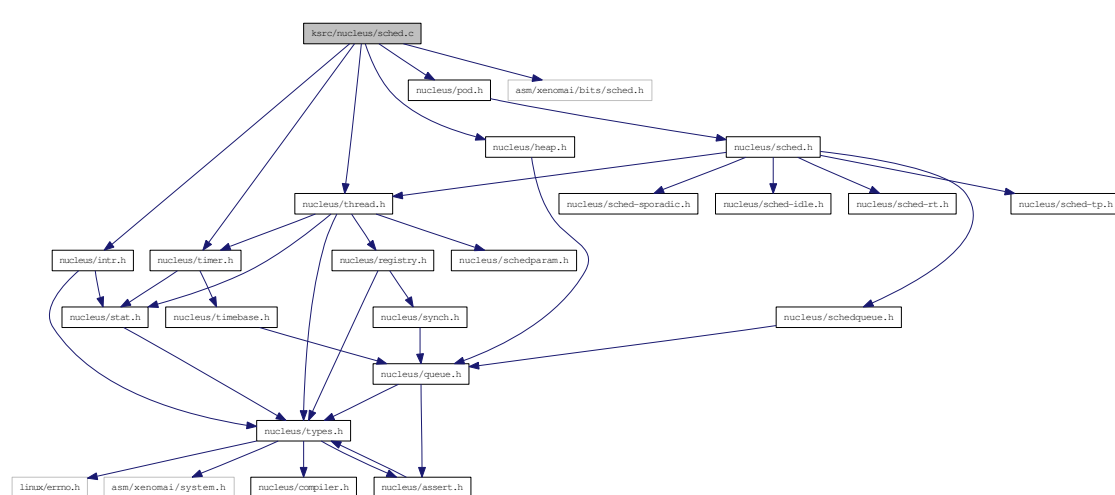 ksrc/nucleus/sched.c
nucleus/pod.h
asm/xenomai/bits/sched.h
nucleus/heap.h
nucleus/sched.h
nucleus/thread.h
nucleus/sched-sporadic.h
nucleus/sched-idle.h
nucleus/sched-rt.h
nucleus/sched-tp.h
nucleus/intr.h
nucleus/timer.h
nucleus/registry.h
nucleus/schedparam.h
nucleus/stat.h
nucleus/timebase.h
nucleus/synch.h
nucleus/schedqueue.h
nucleus/queue.h
nucleus/types.h
linux/errno.h
asm/xenomai/system.h
nucleus/compiler.h
nucleus/assert.h